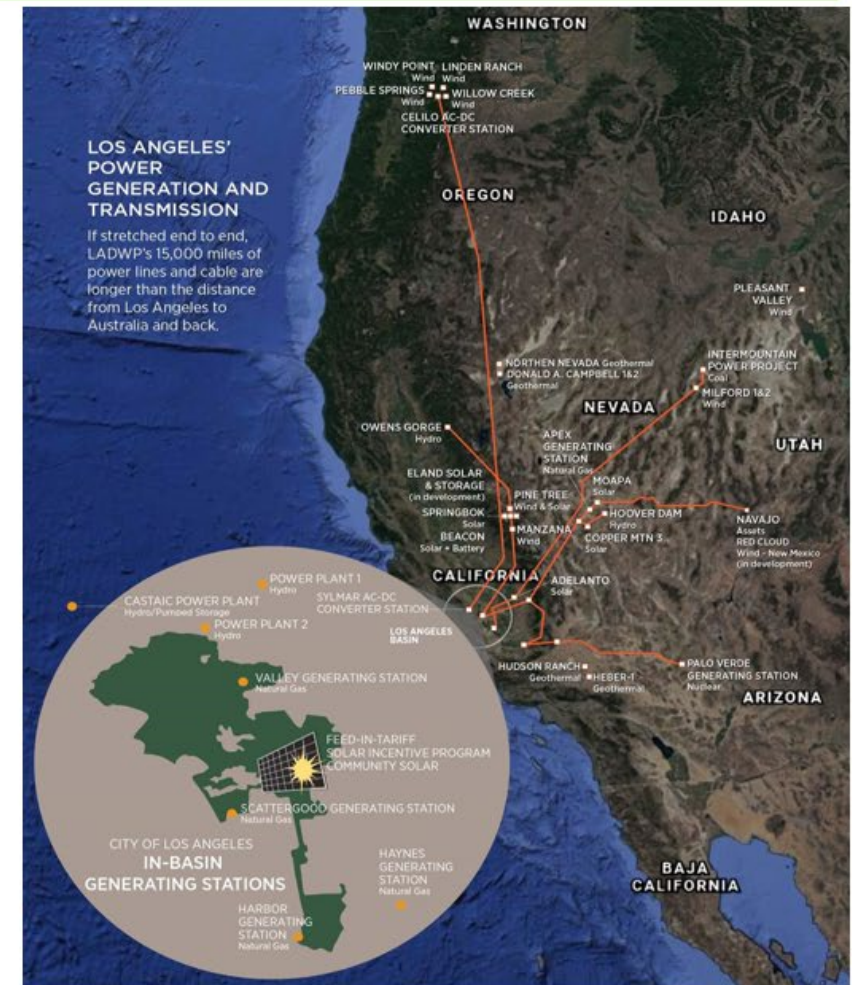 WASHINGTON
WINDY POINT
Wind
LINDEN RANCH
Wind
PEBBLE SPRINGS
Wind
WILLOW CREEK
Wind
CELILO AC-DC
CONVERTER STATION
LOS ANGELES'
POWER
GENERATION AND
TRANSMISSION
If stretched end to end,
LADWP's 15,000 miles of
power lines and cable are
longer than the distance
from Los Angeles to
Australia and back.
OREGON
IDAHO
PLEASANT
VALLEY
Wind
NORTHEN NEVADA Geothermal
DONALD A. CAMPBELL 1&2
Geothermal
INTERMOUNTAIN
POWER PROJECT
Coal
MILFORD 1&2
Wind
NEVADA
OWENS GORGE
Hydro
APEX
GENERATING
STATION
Natural Gas
UTAH
ELAND SOLAR
& STORAGE
(in development)
MOAPA
Solar
PINE TREE
Wind & Solar
SPRINGBOK
Solar
HOOVER DAM
Hydro
NAVAJO
Assets
RED CLOUD
Wind - New Mexico
(in development)
MANZANA
Wind
BEACON
Solar + Battery
COPPER MTN 3
Solar
CALIFORNIA
ADELANTO
Solar
SYLMAR AC-DC
CONVERTER STATION
LOS ANGELES
BASIN
HUDSON RANCH
Geothermal
HEBER-1
Geothermal
PALO VERDE
GENERATING STATION
Nuclear
ARIZONA
BAJA
CALIFORNIA
POWER PLANT 1
Hydro
CASTAIC POWER PLANT
Hydro/Pumped Storage
POWER PLANT 2
Hydro
VALLEY GENERATING STATION
Natural Gas
FEED-IN-TARIFF
SOLAR INCENTIVE PROGRAM
COMMUNITY SOLAR
SCATTERGOOD GENERATING STATION
Natural Gas
CITY OF LOS ANGELES
IN-BASIN
GENERATING STATIONS
HAYNES
GENERATING
STATION
Natural Gas
HARBOR
GENERATING
STATION
Natural Gas